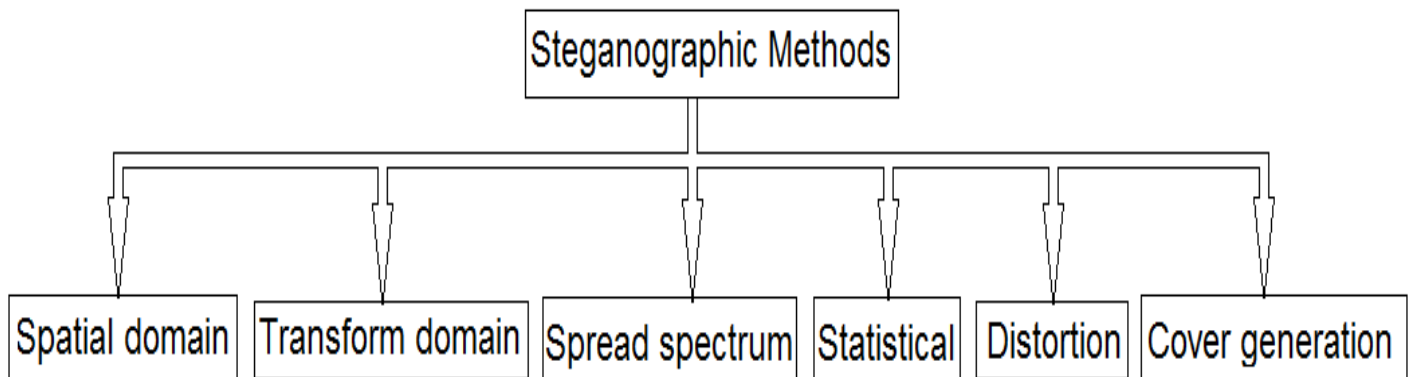 Steganographic Methods
Spatial domain
Transform domain
Spread spectrum
Statistical
Distortion
Cover generation